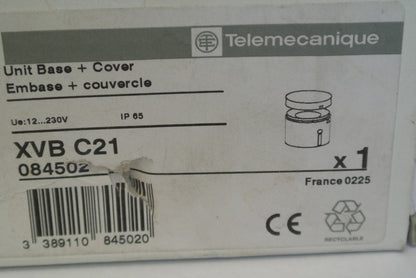 Telemecanique
Unit Base + Cover
Embase + couvercle
Ue:12...230V IP 65
XVB C21
084502
x 1
France 0225
CE
3 389110 845020
RECYCLABLE